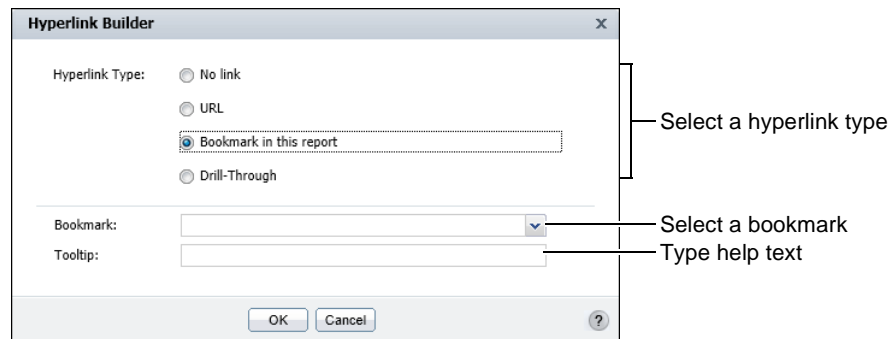 Hyperlink Builder x
Hyperlink Type: No link
URL
Bookmark in this report
Drill-Through
Select a hyperlink type
Bookmark:
Select a bookmark
Tooltip:
Type help text
OK Cancel ?